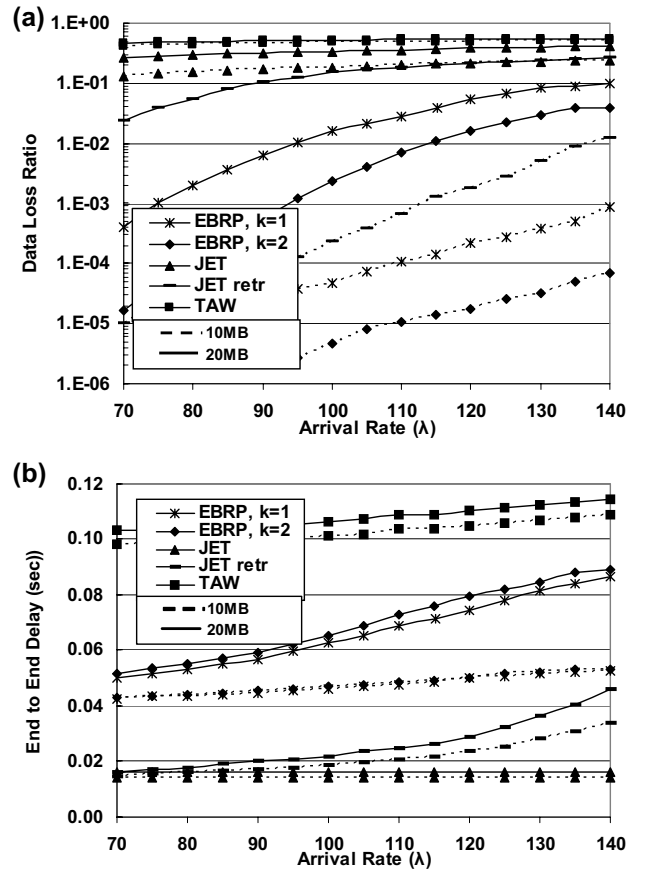 (a)
1.E+00
1.E-01
1.E-02
1.E-03
1.E-04
1.E-05
1.E-06
Data Loss Ratio
EBRP, k=1
EBRP, k=2
JET
JET retr
TAW
10MB
20MB
70 80 90 100 110 120 130 140
Arrival Rate (λ)
(b)
0.12
0.10
0.08
0.06
0.04
0.02
0.00
End to End Delay (sec))
EBRP, k=1
EBRP, k=2
JET
JET retr
TAW
10MB
20MB
70 80 90 100 110 120 130 140
Arrival Rate (λ)